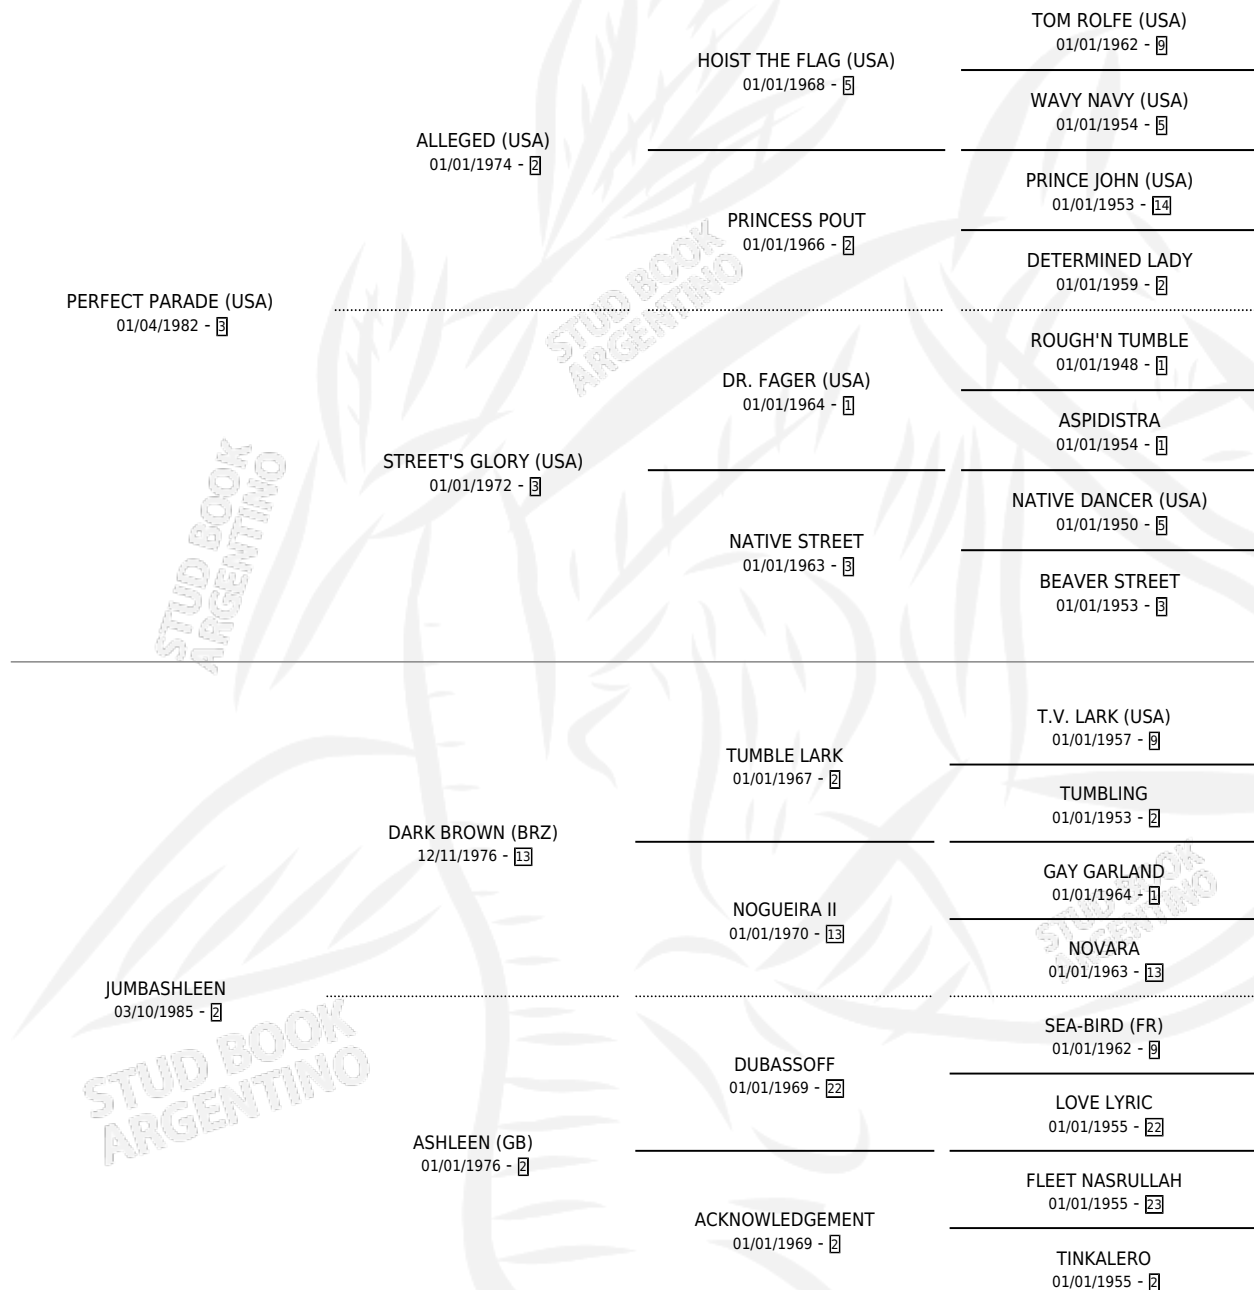 TOM ROLFE (USA)
01/01/1962 - 9
HOIST THE FLAG (USA)
01/01/1968 - 5
WAVY NAVY (USA)
01/01/1954 - 5
ALLEGED (USA)
01/01/1974 - 2
PRINCE JOHN (USA)
01/01/1953 - 14
PRINCESS POUT
01/01/1966 - 2
DETERMINED LADY
01/01/1959 - 2
PERFECT PARADE (USA)
01/04/1982 - 3
STUD BOOK
ARGENTINO
ROUGH'N TUMBLE
01/01/1948 - 1
DR. FAGER (USA)
01/01/1964 - 1
ASPIDISTRA
01/01/1954 - 1
STREET'S GLORY (USA)
01/01/1972 - 3
STUD BOOK
ARGENTINO
NATIVE DANCER (USA)
01/01/1950 - 5
NATIVE STREET
01/01/1963 - 3
BEAVER STREET
01/01/1953 - 3
T.V. LARK (USA)
01/01/1957 - 9
TUMBLE LARK
01/01/1967 - 2
TUMBLING
01/01/1953 - 2
DARK BROWN (BRZ)
12/11/1976 - 13
GAY GARLAND
01/01/1964 - 1
STUD BOOK
ARGENTINO
NOGUEIRA II
01/01/1970 - 13
NOVARA
01/01/1963 - 13
JUMBASHLEEN
03/10/1985 - 2
STUD BOOK
ARGENTINO
SEA-BIRD (FR)
01/01/1962 - 9
DUBASSOFF
01/01/1969 - 22
LOVE LYRIC
01/01/1955 - 22
ASHLEEN (GB)
01/01/1976 - 2
FLEET NASRULLAH
01/01/1955 - 23
ACKNOWLEDGEMENT
01/01/1969 - 2
TINKALERO
01/01/1955 - 2